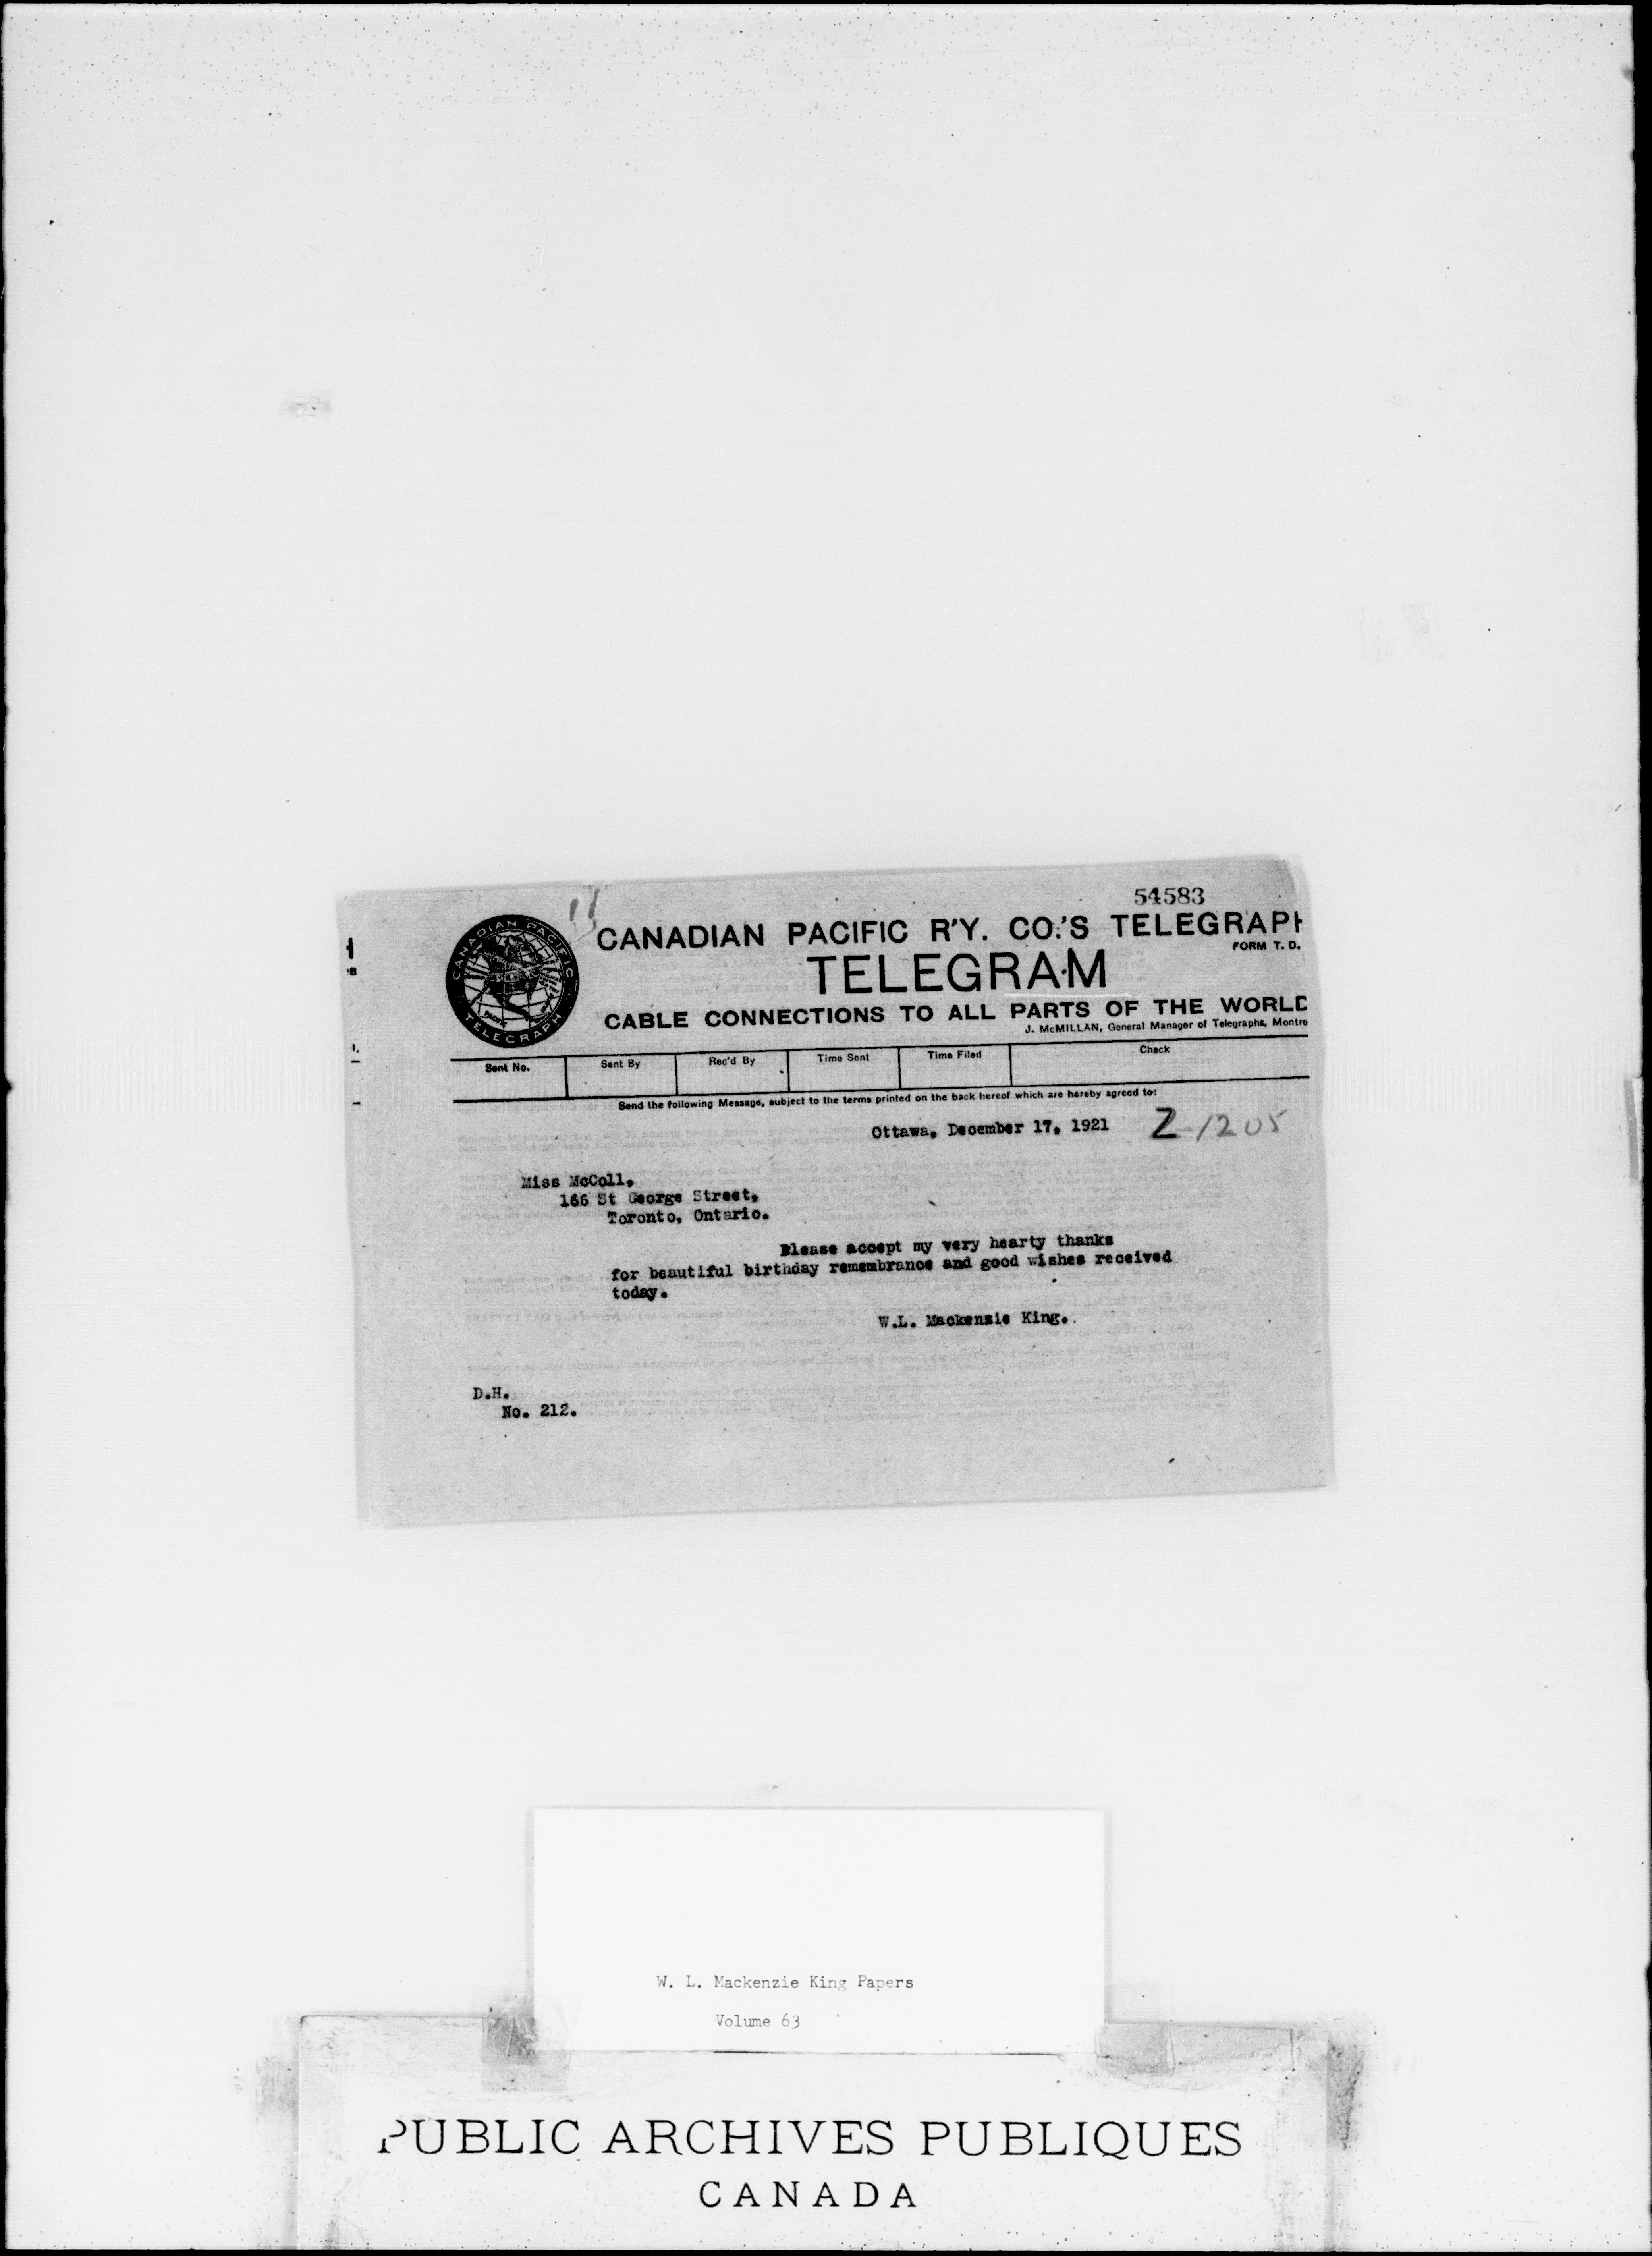 54583
CANADIAN PACIFIC R'Y. CO.'S TELEGRAPH
FORM T. D.
TELEGRAM
CABLE CONNECTIONS TO ALL PARTS OF THE WORLD
J. McMILLAN, General Manager of Telegraphs, Montre
CANADIAN PACIFIC
PACIFIC
TELEGRAPH
Sent No. Sent By Rec'd By Time Sent Time Filed Check
Send the following Message, subject to the terms printed on the back hereof which are hereby agreed to:
Ottawa, December 17, 1921 Z-1205
Miss McColl,
166 St George Street,
Toronto, Ontario.
Please accept my very hearty thanks
for beautiful birthday remembrance and good wishes received
today.
W.L. Mackenzie King.
D.H.
No. 212.
W. L. Mackenzie King Papers
Volume 63
PUBLIC ARCHIVES PUBLIQUES
CANADA